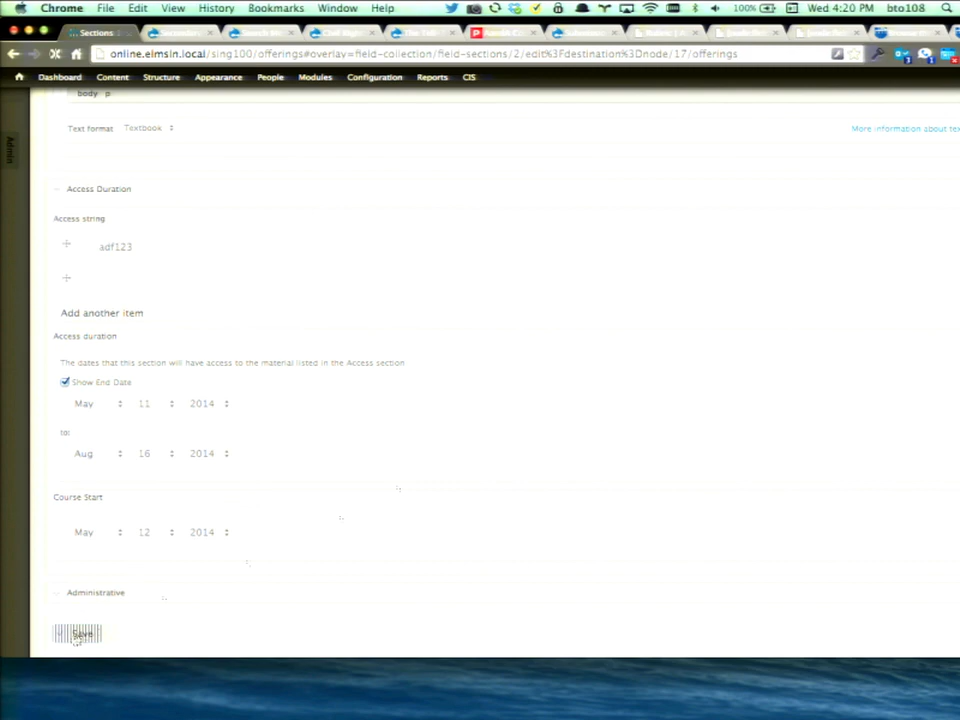 Chrome File Edit View History Bookmarks Window Help 100% Wed 4:20 PM bto108
Sections
online.elmsln.local/sing100/offerings#overlay=field-collection/field-sections/2/edit%3Fdestination%3Dnode/17/offerings
Dashboard Content Structure Appearance People Modules Configuration Reports CIS
body p
Admin
Text format Textbook
More information about tex
Access Duration
Access string
adf123
Add another item
Access duration
The dates that this section will have access to the material listed in the Access section
Show End Date
May 11 2014
to:
Aug 16 2014
Course Start
May 12 2014
Administrative
Save